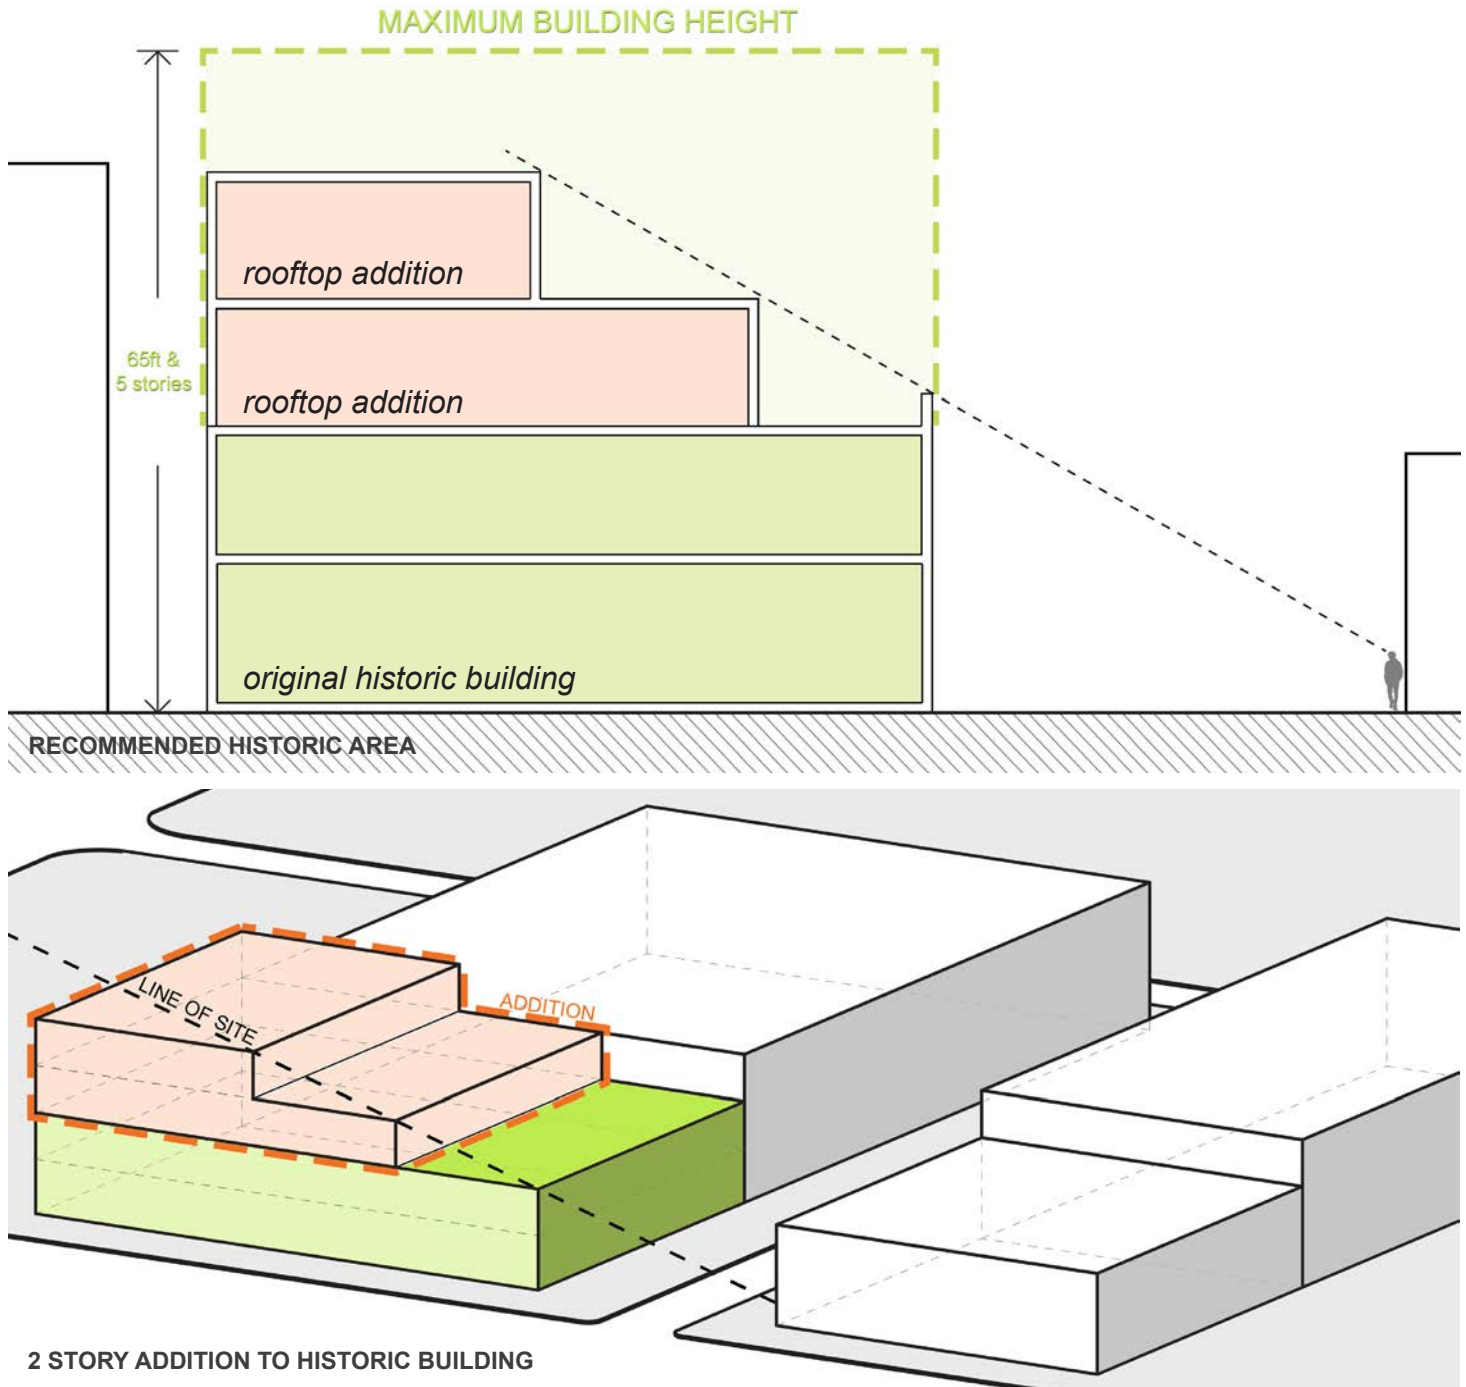 MAXIMUM BUILDING HEIGHT
rooftop addition
65ft &
5 stories
rooftop addition
original historic building
RECOMMENDED HISTORIC AREA
LINE OF SITE
ADDITION
2 STORY ADDITION TO HISTORIC BUILDING